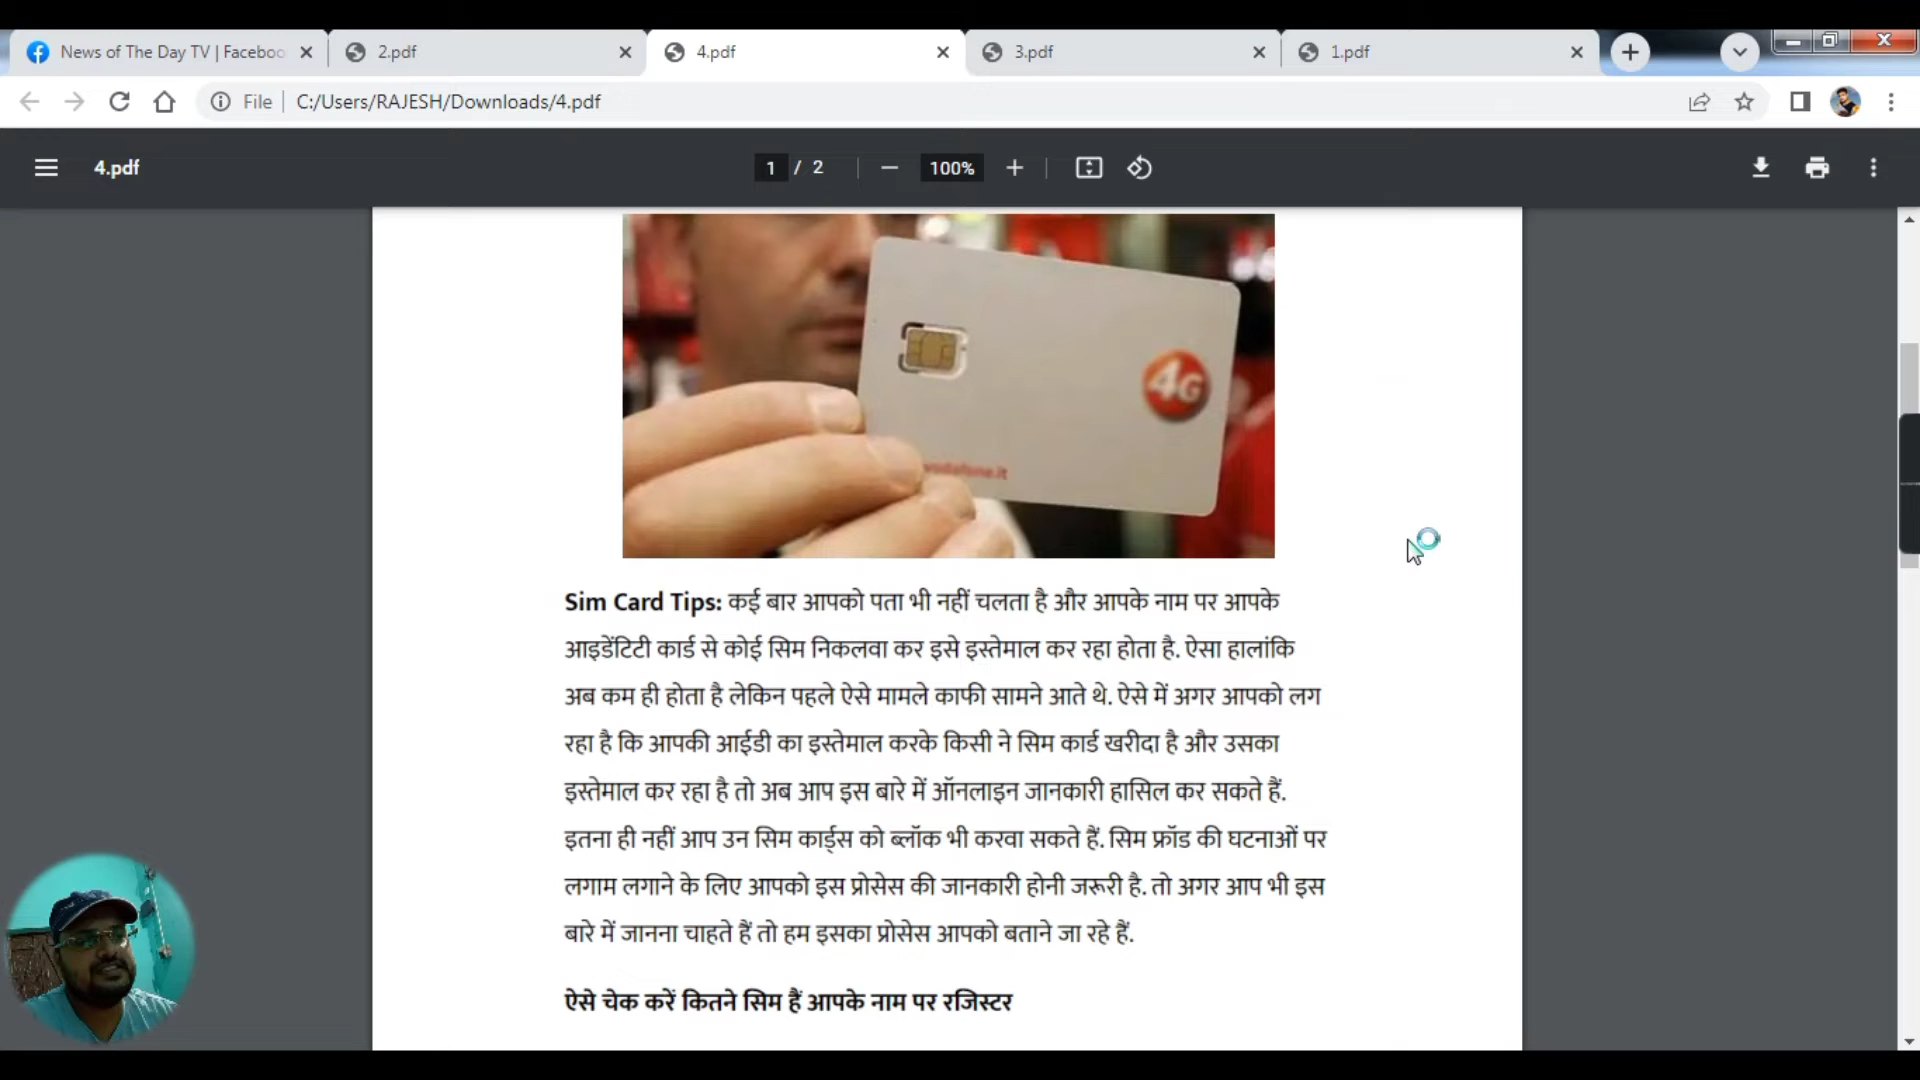 News of The Day TV | Faceboo
2.pdf
4.pdf
3.pdf
1.pdf
File
C:/Users/RAJESH/Downloads/4.pdf
4.pdf
1 / 2
100%
4G
vodafone.it
Sim Card Tips: कई बार आपको पता भी नहीं चलता है और आपके नाम पर आपके
आइडेंटिटी कार्ड से कोई सिम निकलवा कर इसे इस्तेमाल कर रहा होता है. ऐसा हालांकि
अब कम ही होता है लेकिन पहले ऐसे मामले काफी सामने आते थे. ऐसे में अगर आपको लग
रहा है कि आपकी आईडी का इस्तेमाल करके किसी ने सिम कार्ड खरीदा है और उसका
इस्तेमाल कर रहा है तो अब आप इस बारे में ऑनलाइन जानकारी हासिल कर सकते हैं.
इतना ही नहीं आप उन सिम कार्ड्स को ब्लॉक भी करवा सकते हैं. सिम फ्रॉड की घटनाओं पर
लगाम लगाने के लिए आपको इस प्रोसेस की जानकारी होनी जरूरी है. तो अगर आप भी इस
बारे में जानना चाहते हैं तो हम इसका प्रोसेस आपको बताने जा रहे हैं.
ऐसे चेक करें कितने सिम हैं आपके नाम पर रजिस्टर